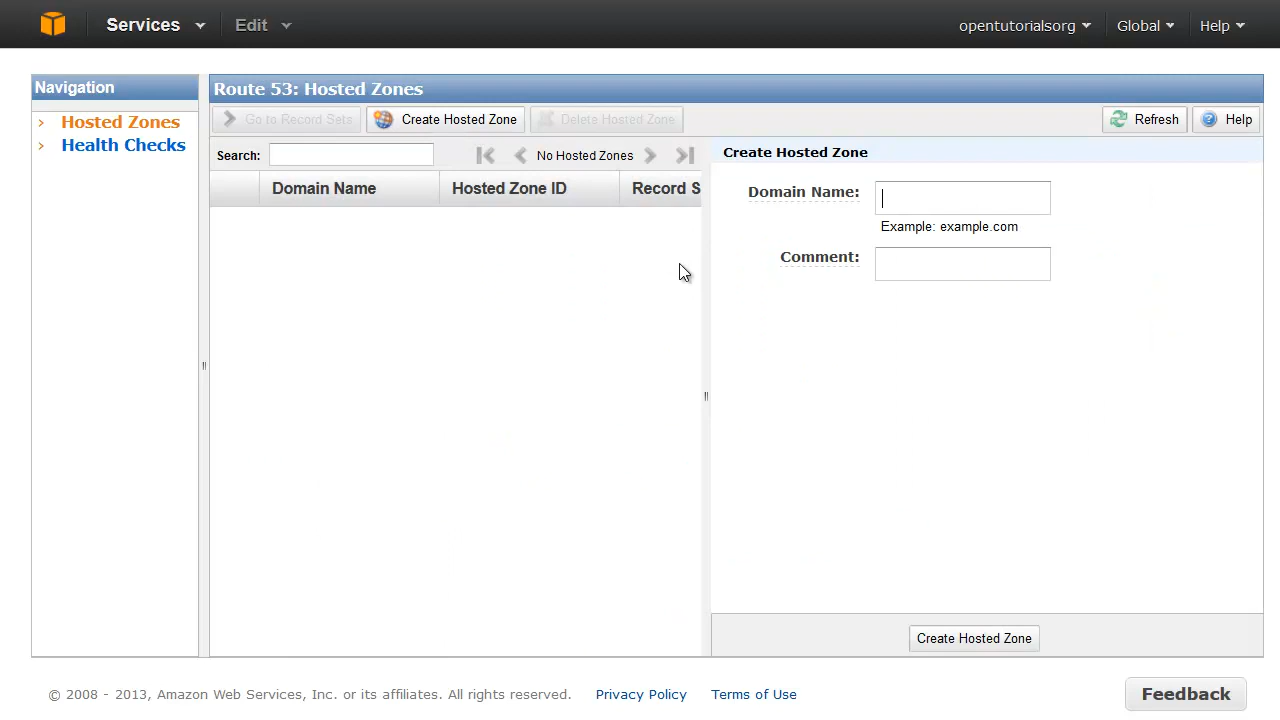 Services Edit opentutorialsorg Global Help
Navigation
Hosted Zones
Health Checks
Route 53: Hosted Zones
Go to Record Sets Create Hosted Zone Delete Hosted Zone Refresh Help
Search: No Hosted Zones
Domain Name Hosted Zone ID Record S
Create Hosted Zone
Domain Name:
Example: example.com
Comment:
Create Hosted Zone
© 2008 - 2013, Amazon Web Services, Inc. or its affiliates. All rights reserved. Privacy Policy Terms of Use Feedback